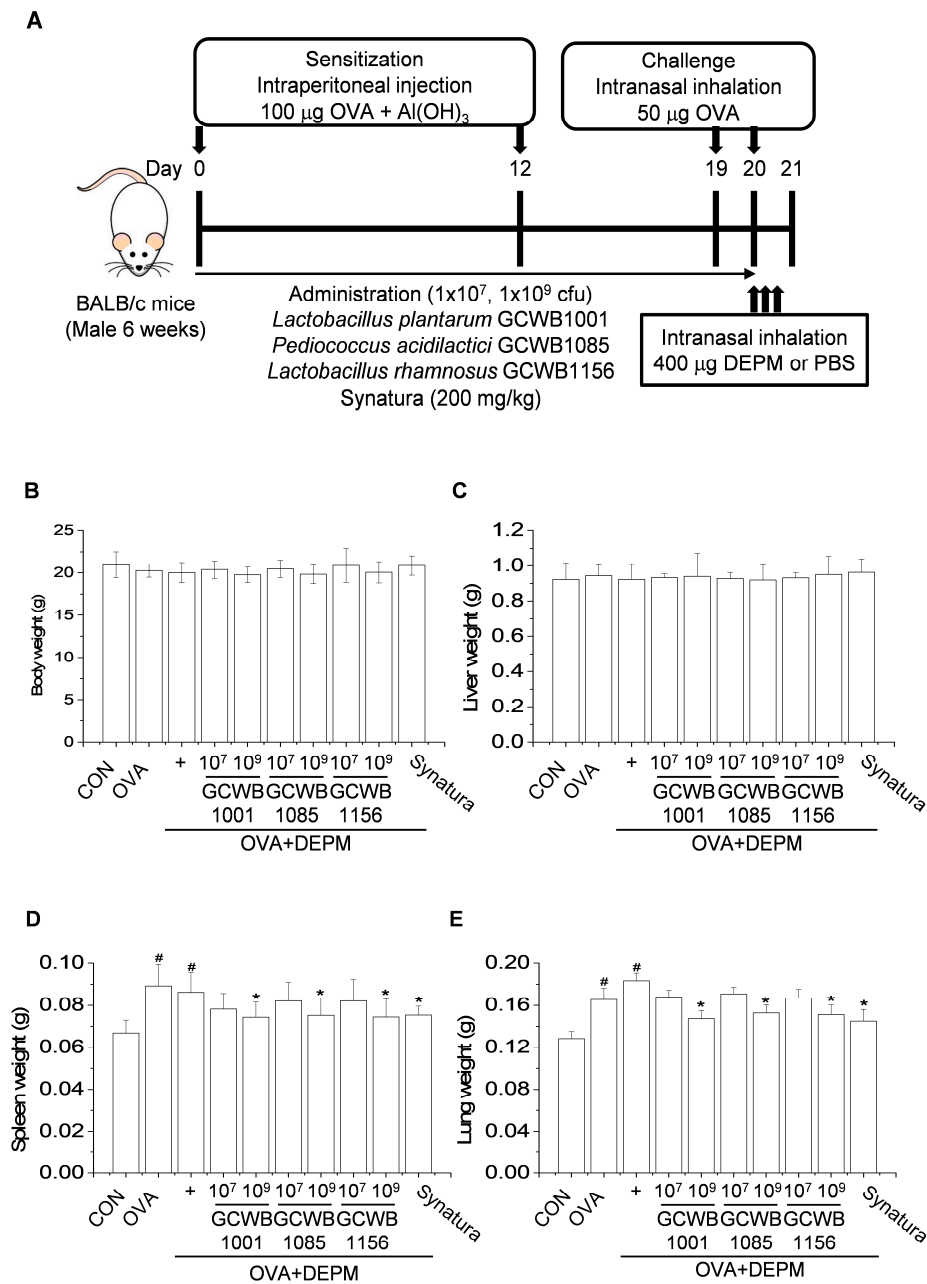 A
Sensitization
Intraperitoneal injection
100 μg OVA + Al(OH)₃
Challenge
Intranasal inhalation
50 μg OVA
Day 0 12 19 20 21
BALB/c mice
(Male 6 weeks)
Administration (1x10⁷, 1x10⁹ cfu)
Lactobacillus plantarum GCWB1001
Pediococcus acidilactici GCWB1085
Lactobacillus rhamnosus GCWB1156
Synatura (200 mg/kg)
Intranasal inhalation
400 μg DEPM or PBS
B
Body weight (g)
25
20
15
10
5
0
CON OVA + 10⁷ 10⁹ 10⁷ 10⁹ 10⁷ 10⁹ Synatura
GCWB GCWB GCWB
1001 1085 1156
OVA+DEPM
C
Liver weight (g)
1.2
1.0
0.8
0.6
0.4
0.2
0.0
CON OVA + 10⁷ 10⁹ 10⁷ 10⁹ 10⁷ 10⁹ Synatura
GCWB GCWB GCWB
1001 1085 1156
OVA+DEPM
D
Spleen weight (g)
0.10
0.08
0.06
0.04
0.02
0.00
# # * * * *
CON OVA + 10⁷ 10⁹ 10⁷ 10⁹ 10⁷ 10⁹ Synatura
GCWB GCWB GCWB
1001 1085 1156
OVA+DEPM
E
Lung weight (g)
0.20
0.16
0.12
0.08
0.04
0.00
# # * * * *
CON OVA + 10⁷ 10⁹ 10⁷ 10⁹ 10⁷ 10⁹ Synatura
GCWB GCWB GCWB
1001 1085 1156
OVA+DEPM